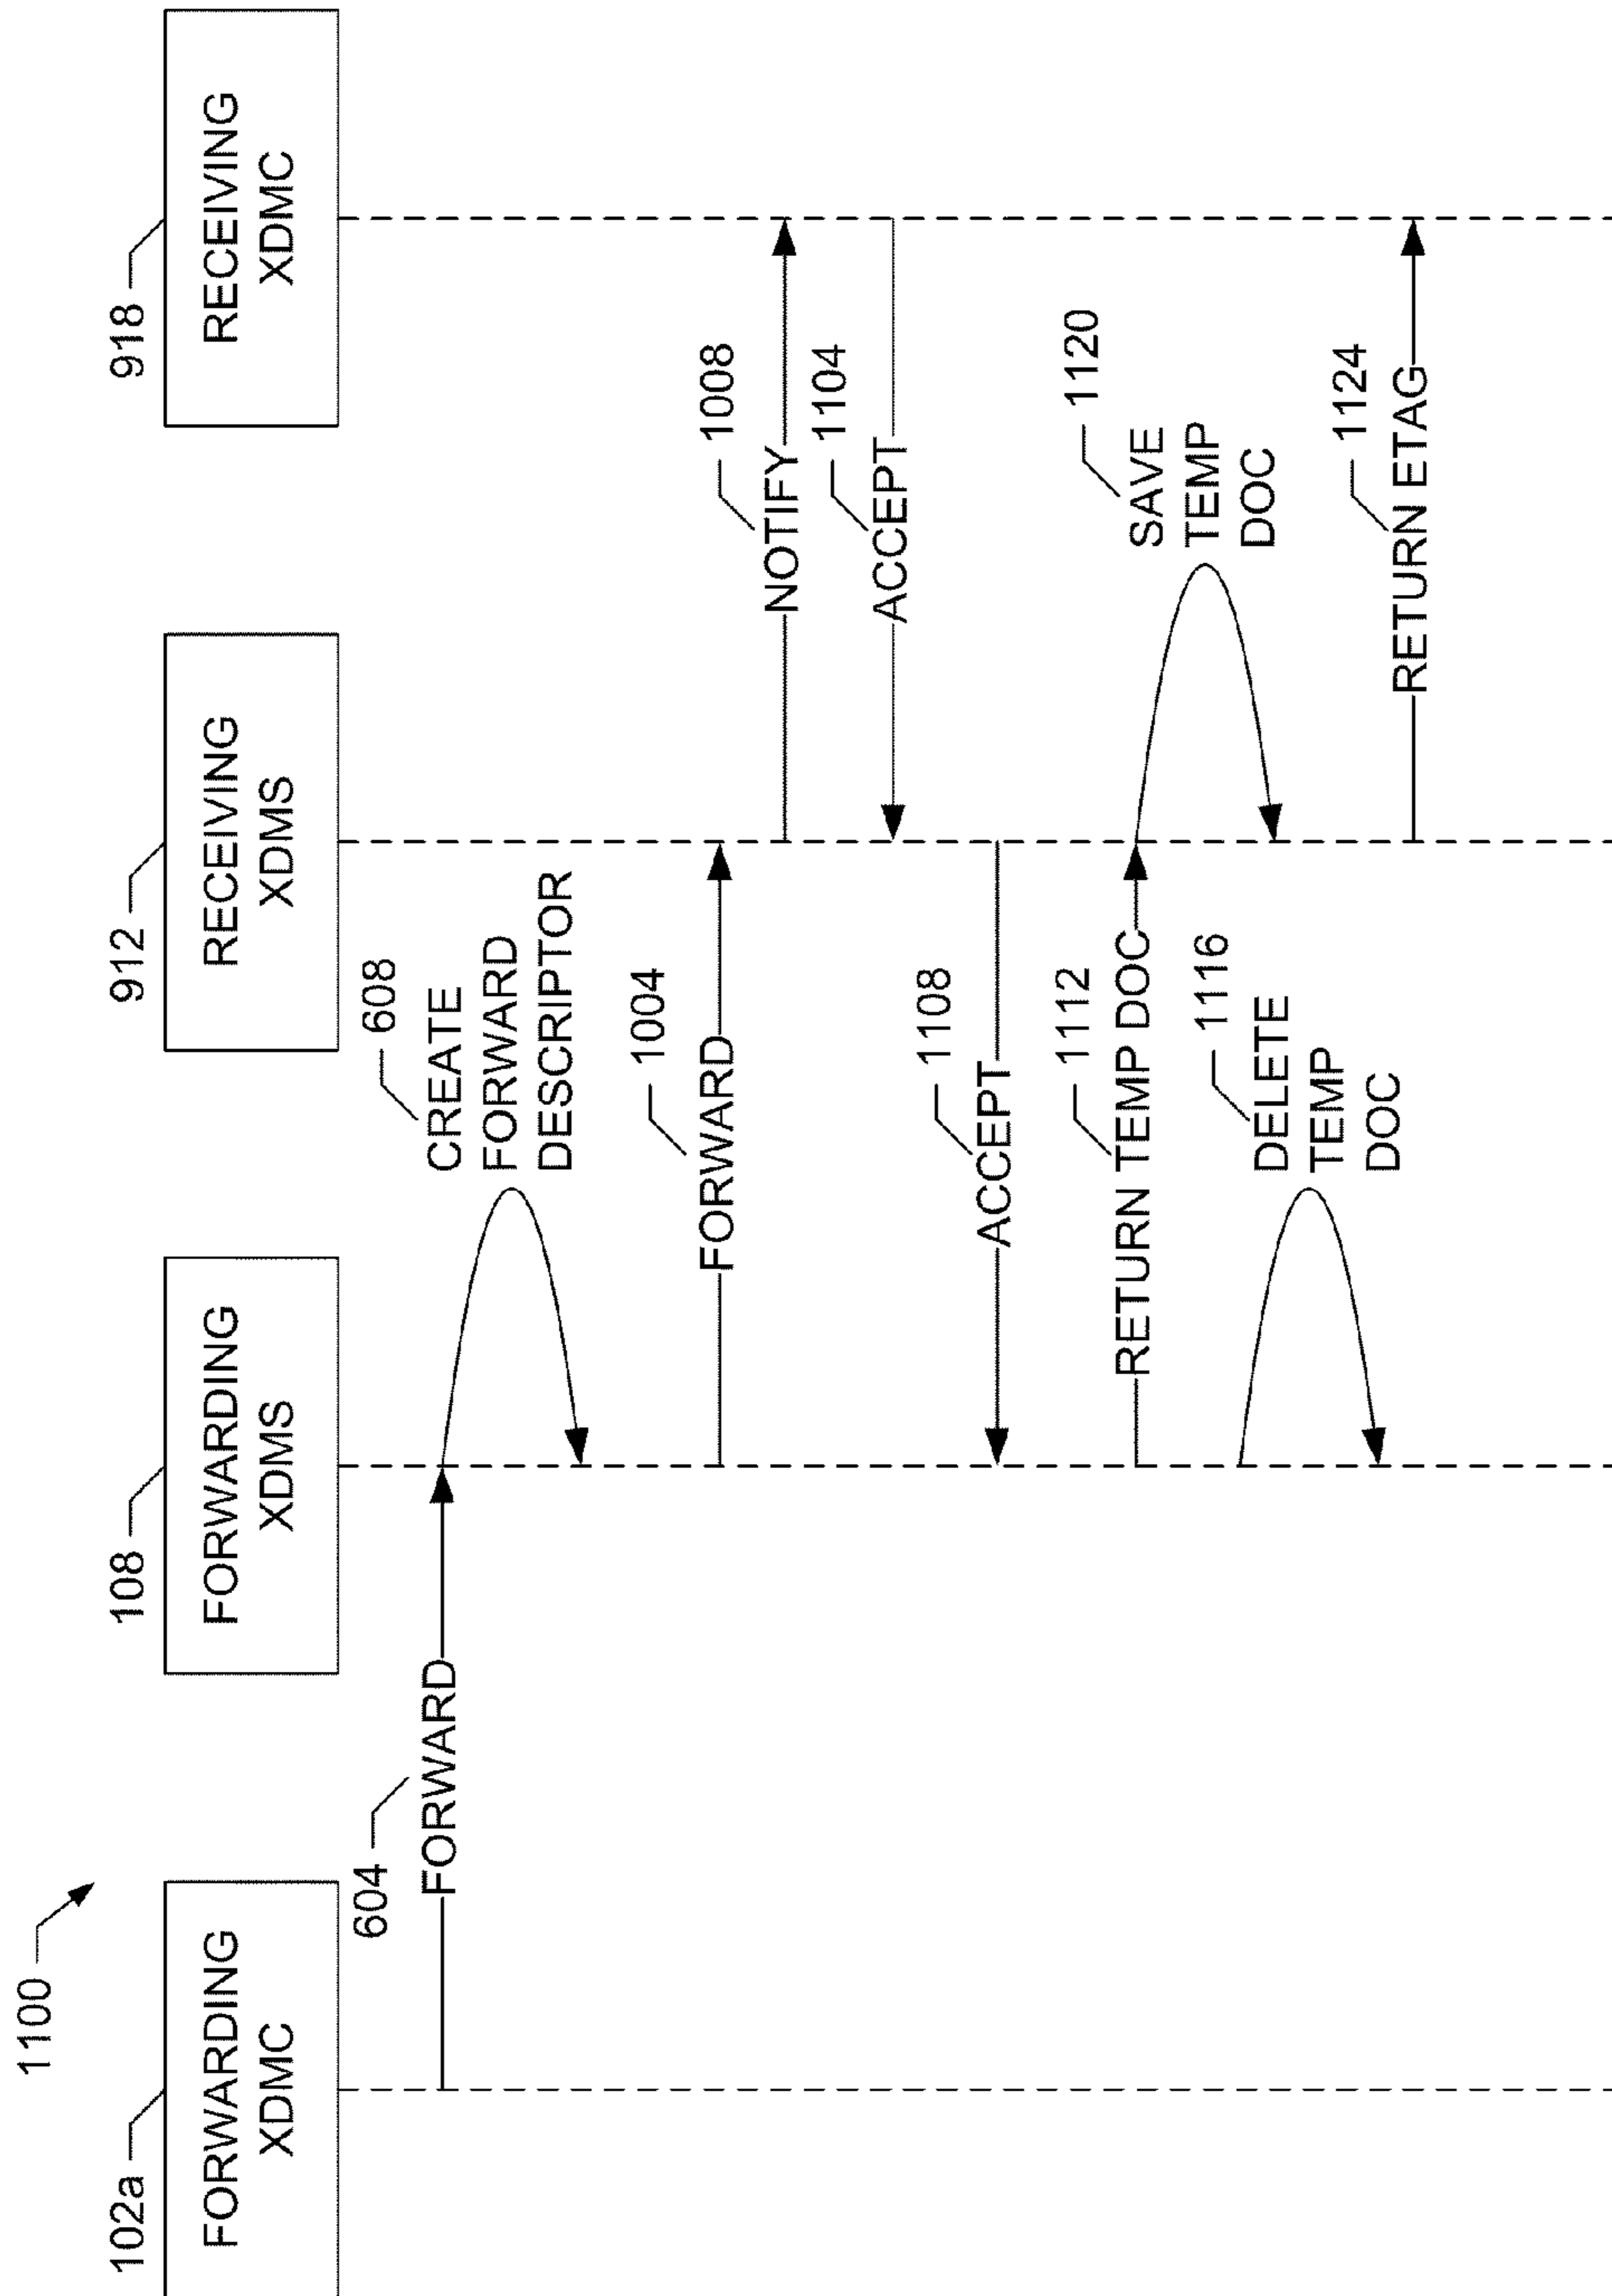 1100
102a
FORWARDING
XDMC
108
FORWARDING
XDMS
912
RECEIVING
XDMS
918
RECEIVING
XDMC
604
FORWARD
608
CREATE
FORWARD
DESCRIPTOR
1004
FORWARD
1008
NOTIFY
1104
ACCEPT
1108
ACCEPT
1112
RETURN TEMP DOC
1116
DELETE
TEMP
DOC
1120
SAVE
TEMP
DOC
1124
RETURN ETAG